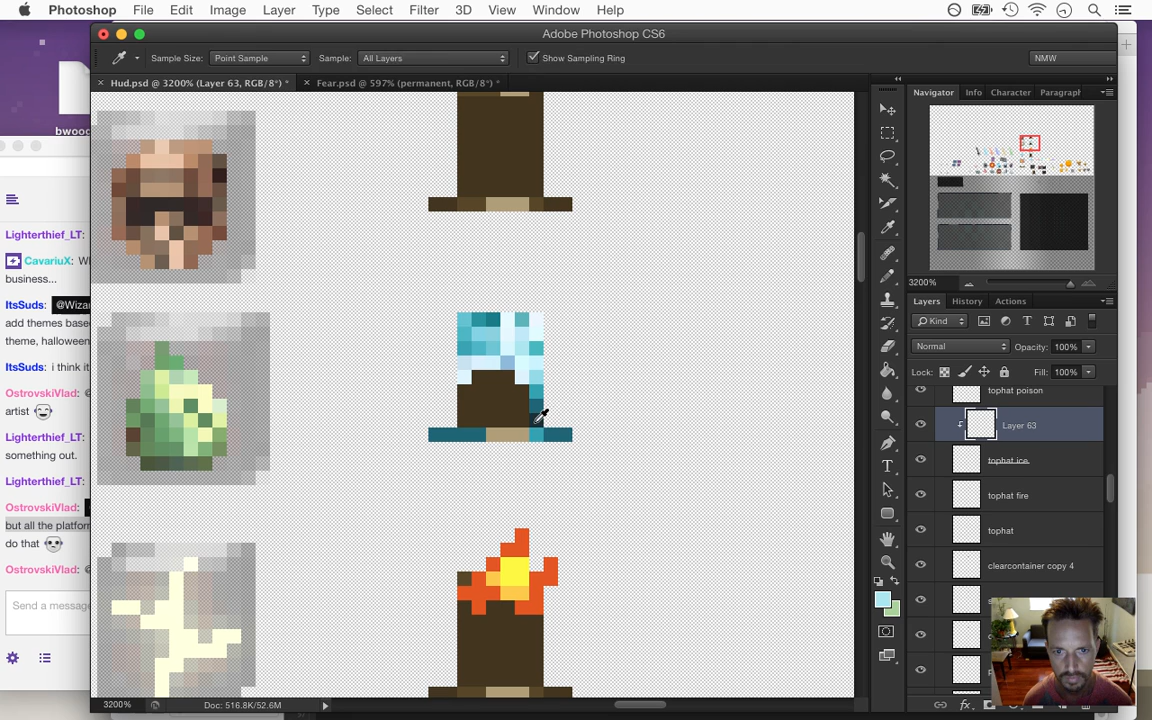 Photoshop File Edit Image Layer Type Select Filter 3D View Window Help
Adobe Photoshop CS6
Sample Size: Point Sample Sample: All Layers Show Sampling Ring NMW
Hud.psd @ 3200% (Layer 63, RGB/8*) * Fear.psd @ 597% (permanent, RGB/8*) *
Navigator Info Character Paragraph
bwood
Lighterthief_LT:
CavariuX: W
business...
ItsSuds: @Wiza
add themes base
theme, halloween
ItsSuds: i think it
OstrovskiVlad:
artist
Lighterthief_LT:
something out.
Lighterthief_LT:
OstrovskiVlad:
but all the platfor
do that
OstrovskiVlad:
Send a message
3200%
Layers History Actions
Kind
Normal Opacity: 100%
Lock: Fill: 100%
tophat poison
Layer 63
tophat ice
tophat fire
tophat
clearcontainer copy 4
3200% Doc: 516.8K/52.6M